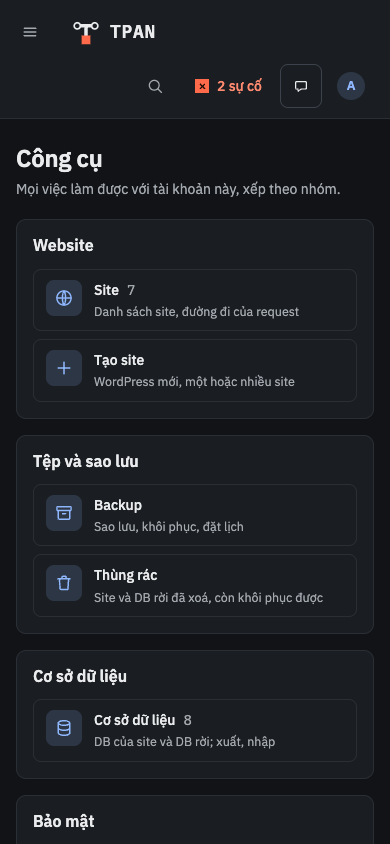 TPAN
2 sự cố
A
Công cụ
Mọi việc làm được với tài khoản này, xếp theo nhóm.
Website
Site 7
Danh sách site, đường đi của request
Tạo site
WordPress mới, một hoặc nhiều site
Tệp và sao lưu
Backup
Sao lưu, khôi phục, đặt lịch
Thùng rác
Site và DB rời đã xoá, còn khôi phục được
Cơ sở dữ liệu
Cơ sở dữ liệu 8
DB của site và DB rời; xuất, nhập
Bảo mật